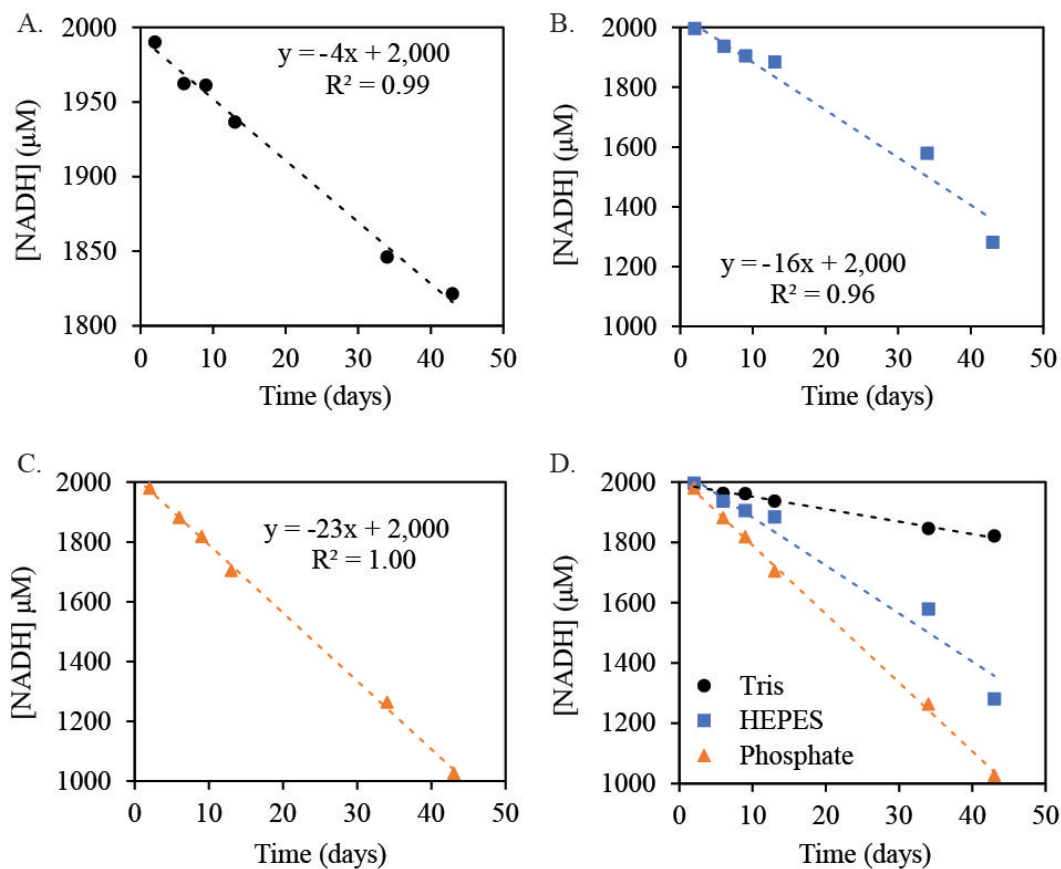 A.
2000
1950
1900
1850
1800
[NADH] (μM)
y = -4x + 2,000
R² = 0.99
0 10 20 30 40 50
Time (days)
B.
2000
1800
1600
1400
1200
1000
[NADH] (μM)
y = -16x + 2,000
R² = 0.96
0 10 20 30 40 50
Time (days)
C.
2000
1800
1600
1400
1200
1000
[NADH] μM)
y = -23x + 2,000
R² = 1.00
0 10 20 30 40 50
Time (days)
D.
2000
1800
1600
1400
1200
1000
[NADH] (μM)
Tris
HEPES
Phosphate
0 10 20 30 40 50
Time (days)